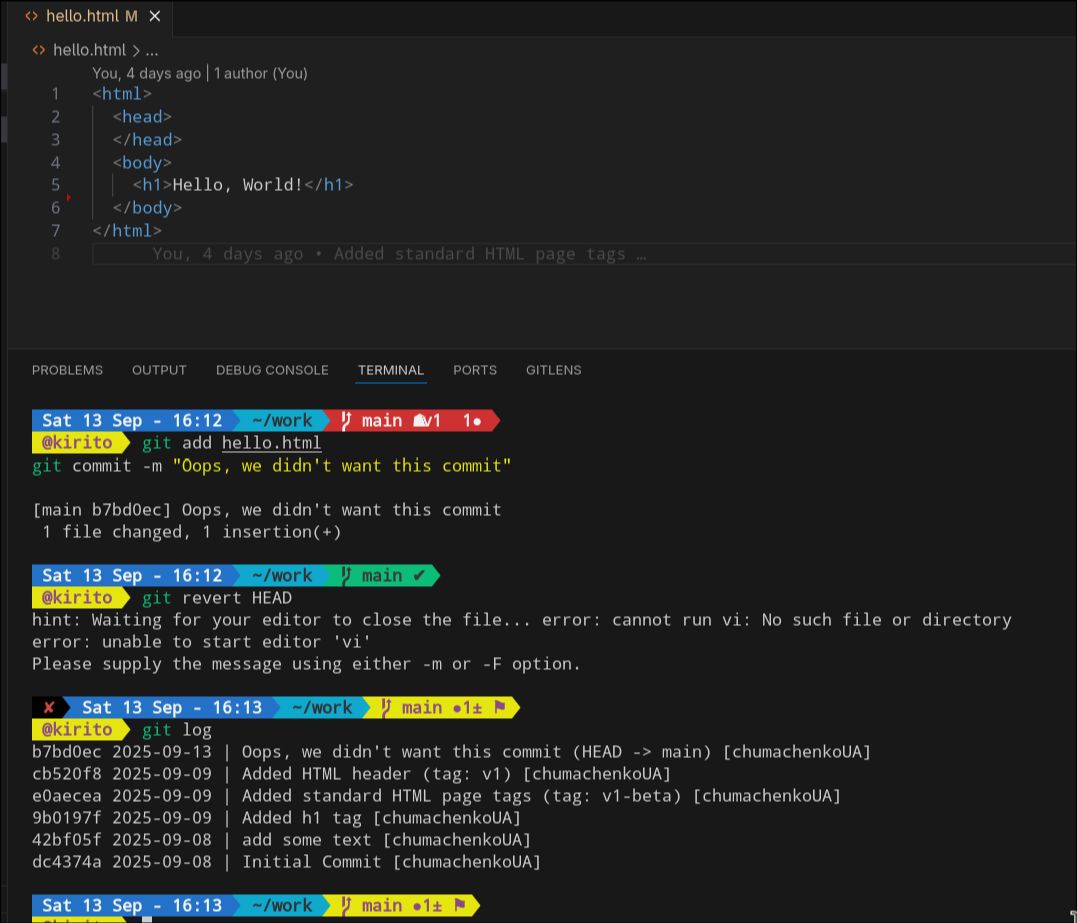 <> hello.html M ×
<> hello.html > ...
You, 4 days ago | 1 author (You)
1 <html>
2 <head>
3 </head>
4 <body>
5 <h1>Hello, World!</h1>
6 </body>
7 </html>
8 You, 4 days ago • Added standard HTML page tags …
PROBLEMS OUTPUT DEBUG CONSOLE TERMINAL PORTS GITLENS
Sat 13 Sep - 16:12 ~/work main v1 1●
@kirito git add hello.html
git commit -m "Oops, we didn't want this commit"
[main b7bd0ec] Oops, we didn't want this commit
1 file changed, 1 insertion(+)
Sat 13 Sep - 16:12 ~/work main ✔
@kirito git revert HEAD
hint: Waiting for your editor to close the file... error: cannot run vi: No such file or directory
error: unable to start editor 'vi'
Please supply the message using either -m or -F option.
✘ Sat 13 Sep - 16:13 ~/work main ●1± ⚑
@kirito git log
b7bd0ec 2025-09-13 | Oops, we didn't want this commit (HEAD -> main) [chumachenkoUA]
cb520f8 2025-09-09 | Added HTML header (tag: v1) [chumachenkoUA]
e0aecea 2025-09-09 | Added standard HTML page tags (tag: v1-beta) [chumachenkoUA]
9b0197f 2025-09-09 | Added h1 tag [chumachenkoUA]
42bf05f 2025-09-08 | add some text [chumachenkoUA]
dc4374a 2025-09-08 | Initial Commit [chumachenkoUA]
Sat 13 Sep - 16:13 ~/work main ●1± ⚑